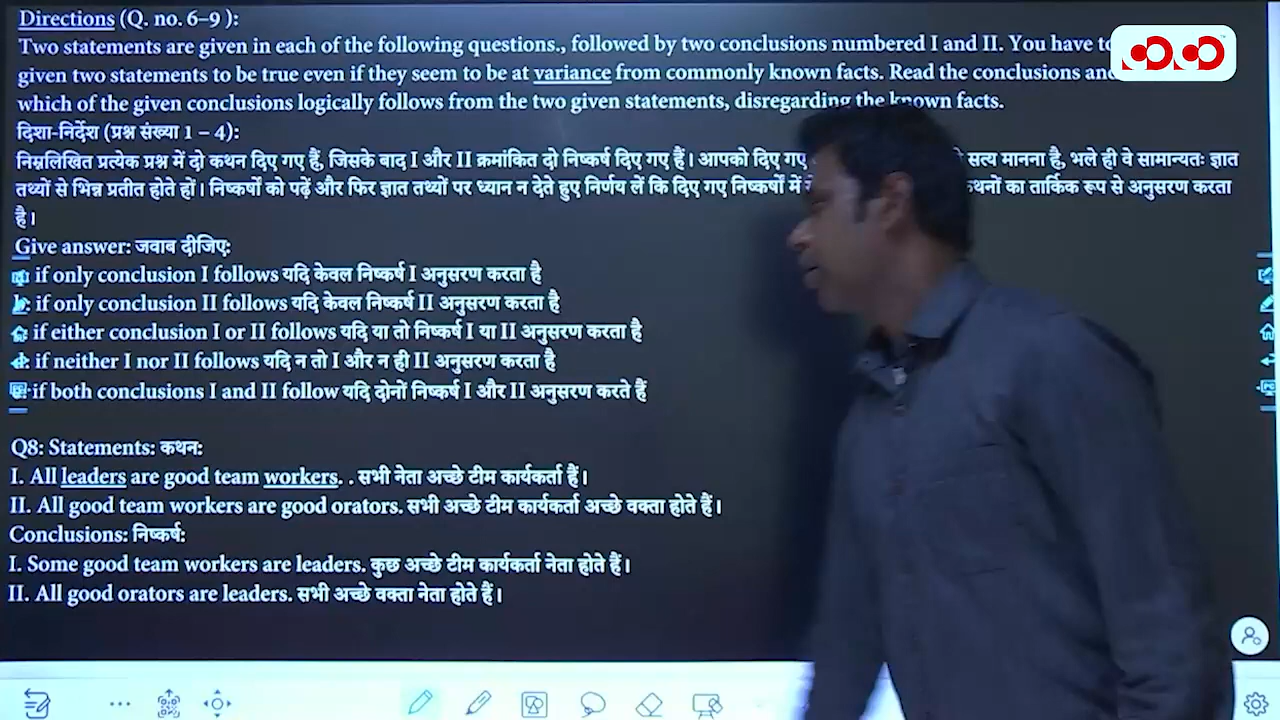 Directions (Q. no. 6–9 ):
Two statements are given in each of the following questions., followed by two conclusions numbered I and II. You have to
given two statements to be true even if they seem to be at variance from commonly known facts. Read the conclusions and
which of the given conclusions logically follows from the two given statements, disregarding the known facts.
दिशा-निर्देश (प्रश्न संख्या 1 – 4):
निम्नलिखित प्रत्येक प्रश्न में दो कथन दिए गए हैं, जिसके बाद I और II क्रमांकित दो निष्कर्ष दिए गए हैं। आपको दिए गए सत्य मानना है, भले ही वे सामान्यतः ज्ञात
तथ्यों से भिन्न प्रतीत होते हों। निष्कर्षों को पढ़ें और फिर ज्ञात तथ्यों पर ध्यान न देते हुए निर्णय लें कि दिए गए निष्कर्षों में कथनों का तार्किक रूप से अनुसरण करता
है।
Give answer: जवाब दीजिए:
if only conclusion I follows यदि केवल निष्कर्ष I अनुसरण करता है
if only conclusion II follows यदि केवल निष्कर्ष II अनुसरण करता है
if either conclusion I or II follows यदि या तो निष्कर्ष I या II अनुसरण करता है
if neither I nor II follows यदि न तो I और न ही II अनुसरण करता है
if both conclusions I and II follow यदि दोनों निष्कर्ष I और II अनुसरण करते हैं
Q8: Statements: कथन:
I. All leaders are good team workers. . सभी नेता अच्छे टीम कार्यकर्ता हैं।
II. All good team workers are good orators. सभी अच्छे टीम कार्यकर्ता अच्छे वक्ता होते हैं।
Conclusions: निष्कर्ष:
I. Some good team workers are leaders. कुछ अच्छे टीम कार्यकर्ता नेता होते हैं।
II. All good orators are leaders. सभी अच्छे वक्ता नेता होते हैं।